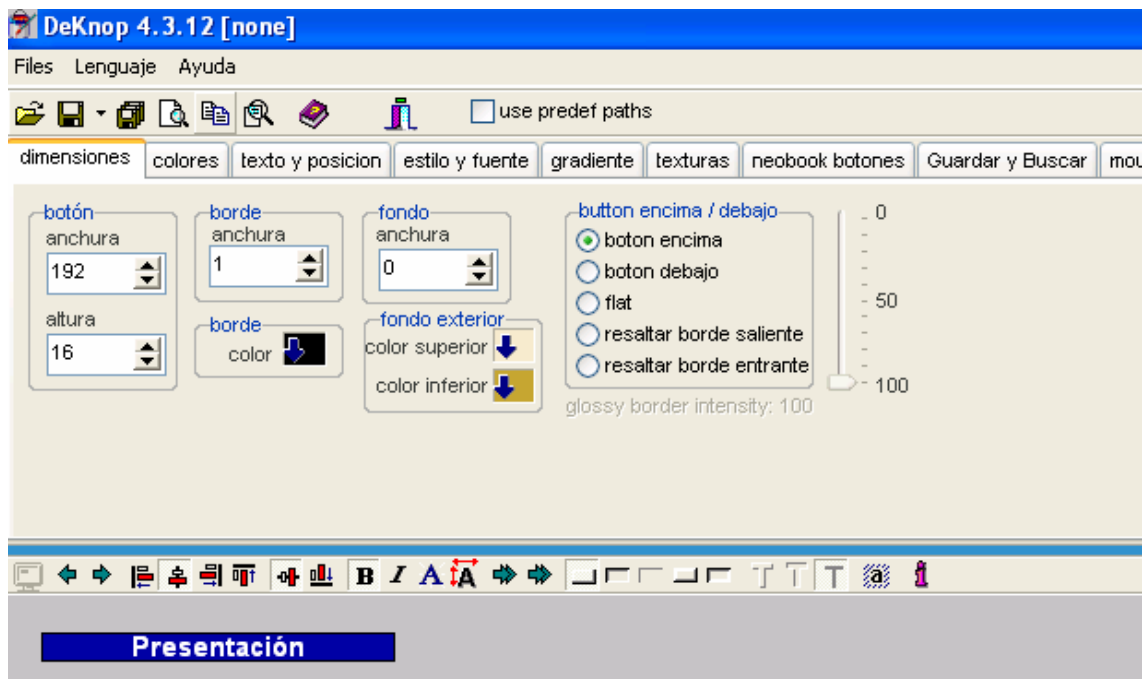 DeKnop 4.3.12 [none]
Files Lenguaje Ayuda
use predef paths
dimensiones colores texto y posicion estilo y fuente gradiente texturas neobook botones Guardar y Buscar mou
botón
anchura
192
altura
16
borde
anchura
1
borde
color
fondo
anchura
0
fondo exterior
color superior
color inferior
button encima / debajo
boton encima
boton debajo
flat
resaltar borde saliente
resaltar borde entrante
glossy border intensity: 100
0
50
100
B I A A T T T a i
Presentación